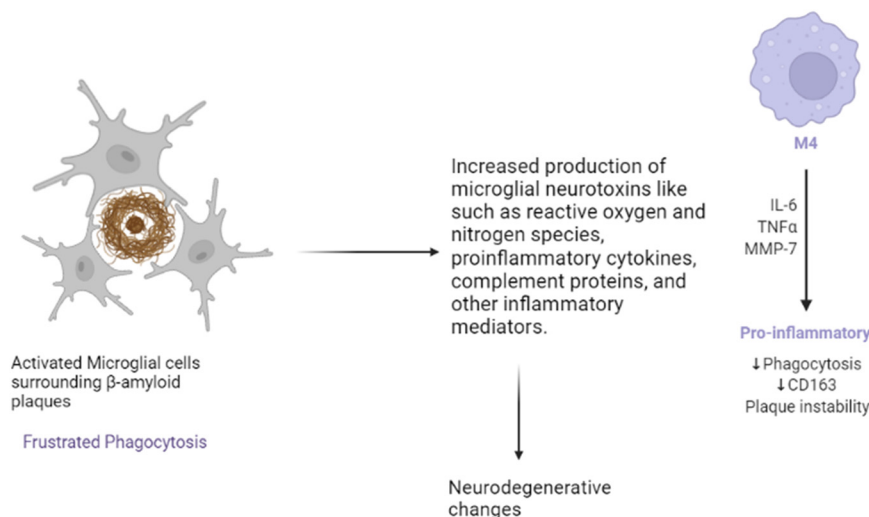 Activated Microglial cells
surrounding β-amyloid
plaques
Frustrated Phagocytosis
Increased production of
microglial neurotoxins like
such as reactive oxygen and
nitrogen species,
proinflammatory cytokines,
complement proteins, and
other inflammatory
mediators.
Neurodegenerative
changes
M4
IL-6
TNFα
MMP-7
Pro-inflammatory
↓Phagocytosis
↓CD163
Plaque instability